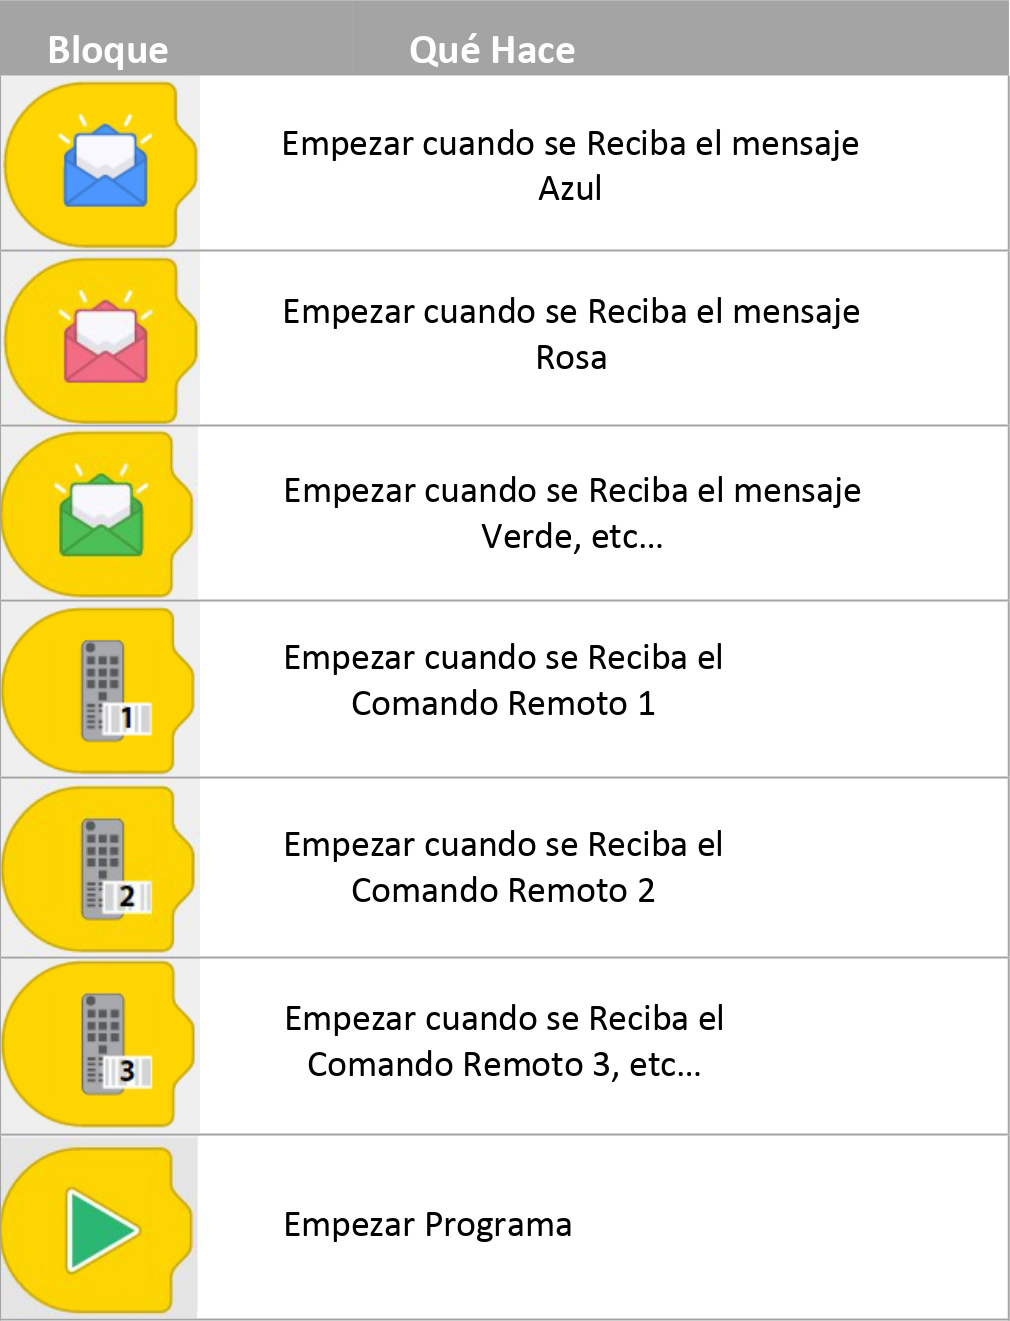 Bloque Qué Hace
Empezar cuando se Reciba el mensaje
Azul
Empezar cuando se Reciba el mensaje
Rosa
Empezar cuando se Reciba el mensaje
Verde, etc...
1
Empezar cuando se Reciba el
Comando Remoto 1
2
Empezar cuando se Reciba el
Comando Remoto 2
3
Empezar cuando se Reciba el
Comando Remoto 3, etc...
Empezar Programa